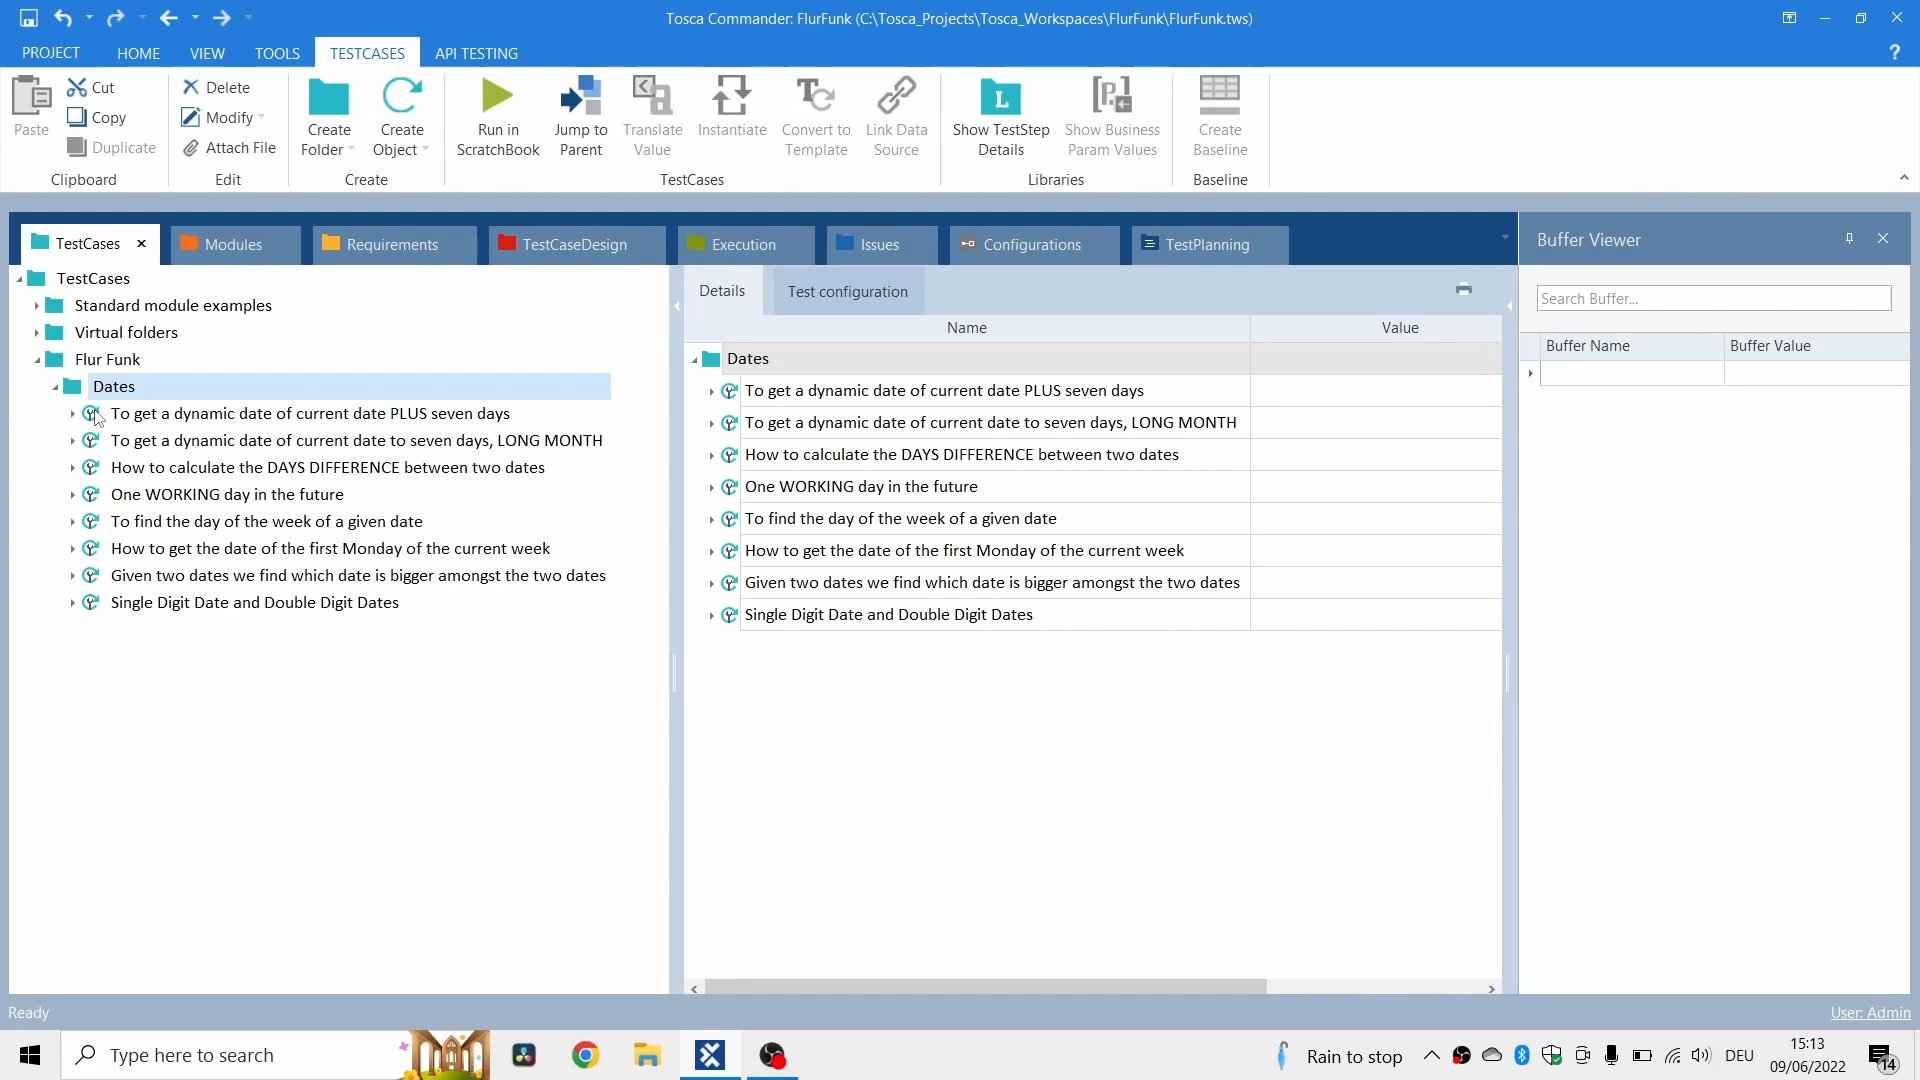 Tosca Commander: FlurFunk (C:\Tosca_Projects\Tosca_Workspaces\FlurFunk\FlurFunk.tws)
PROJECT HOME VIEW TOOLS TESTCASES API TESTING ?
Paste
Cut
Copy
Duplicate
Clipboard
Delete
Modify
Attach File
Edit
Create Folder
Create Object
Create
Run in ScratchBook
Jump to Parent
Translate Value
Instantiate
Convert to Template
Link Data Source
TestCases
Show TestStep Details
Show Business Param Values
Libraries
Create Baseline
Baseline
TestCases Modules Requirements TestCaseDesign Execution Issues Configurations TestPlanning
TestCases
Standard module examples
Virtual folders
Flur Funk
Dates
To get a dynamic date of current date PLUS seven days
To get a dynamic date of current date to seven days, LONG MONTH
How to calculate the DAYS DIFFERENCE between two dates
One WORKING day in the future
To find the day of the week of a given date
How to get the date of the first Monday of the current week
Given two dates we find which date is bigger amongst the two dates
Single Digit Date and Double Digit Dates
Details Test configuration
Name Value
Dates
To get a dynamic date of current date PLUS seven days
To get a dynamic date of current date to seven days, LONG MONTH
How to calculate the DAYS DIFFERENCE between two dates
One WORKING day in the future
To find the day of the week of a given date
How to get the date of the first Monday of the current week
Given two dates we find which date is bigger amongst the two dates
Single Digit Date and Double Digit Dates
Buffer Viewer
Search Buffer...
Buffer Name Buffer Value
Ready
User: Admin
Type here to search
Rain to stop
DEU
15:13
09/06/2022
14